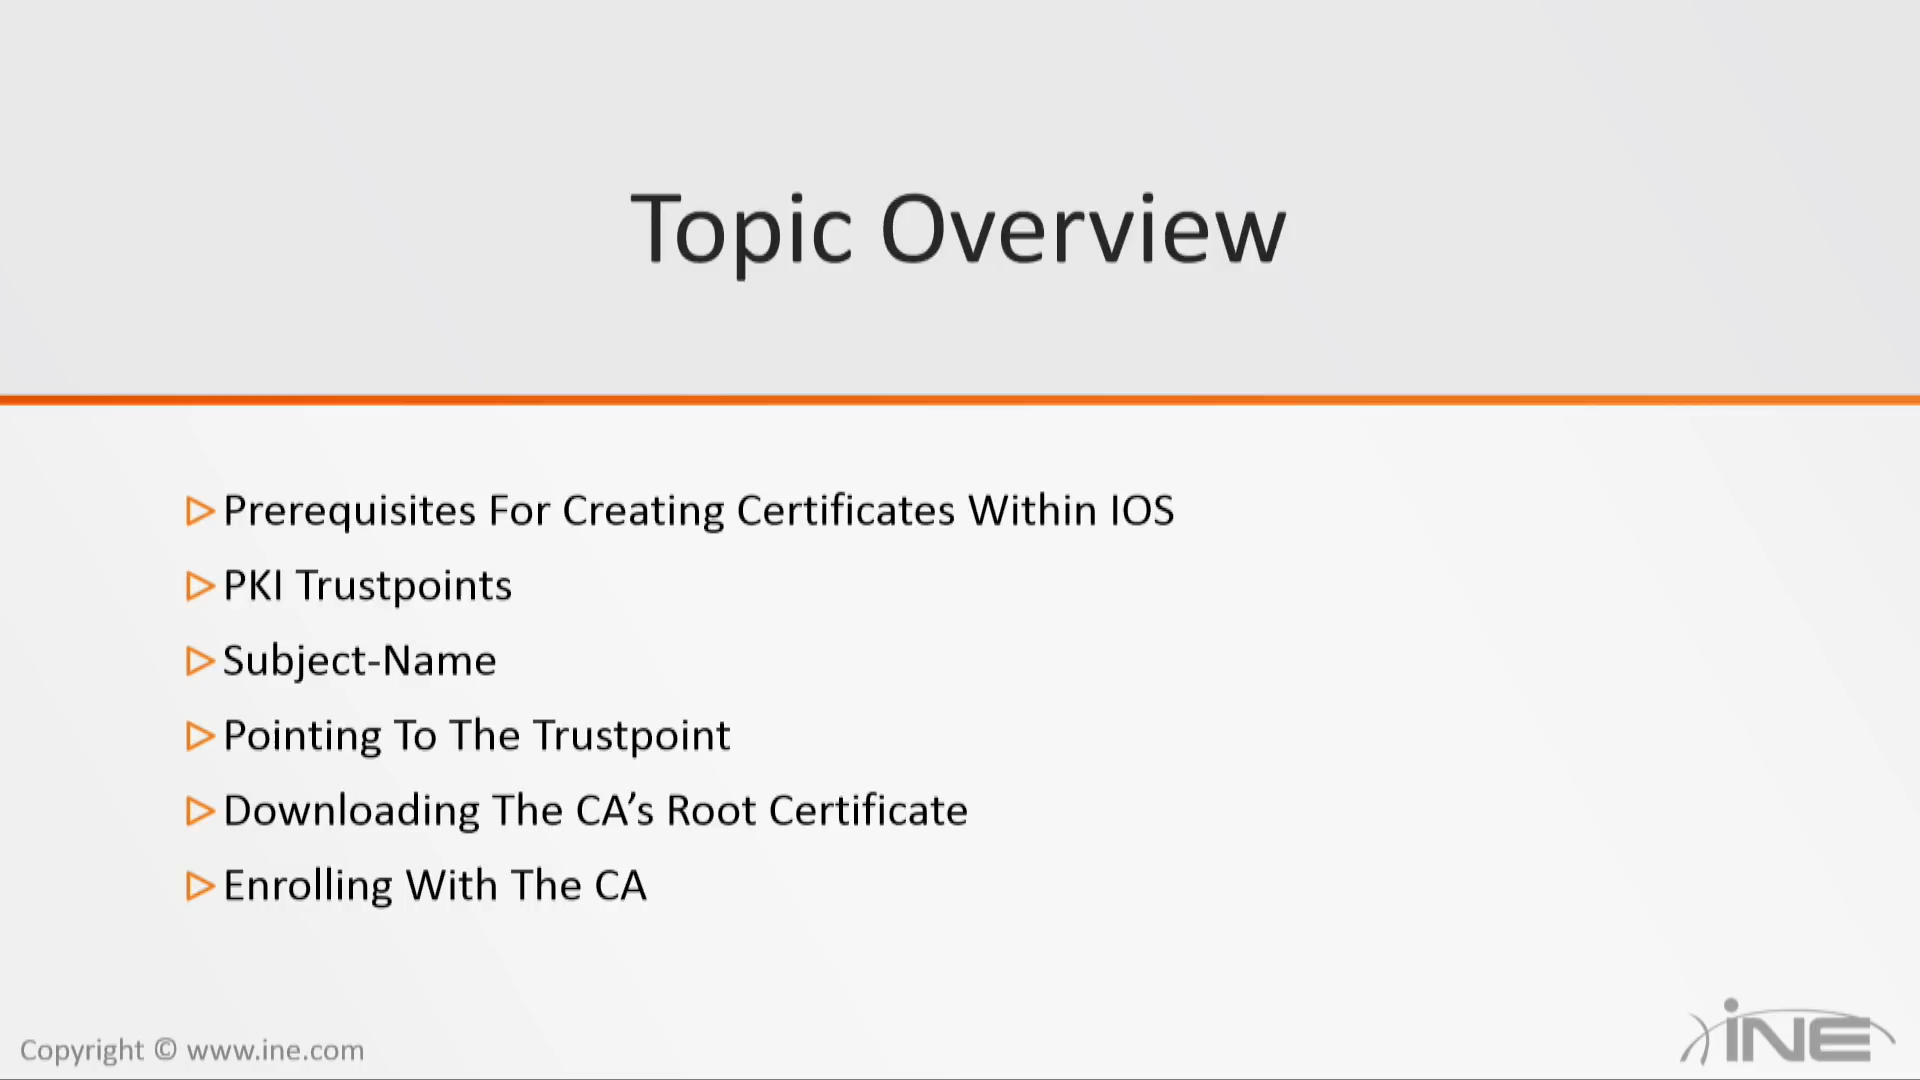 Topic Overview
Prerequisites For Creating Certificates Within IOS
PKI Trustpoints
Subject-Name
Pointing To The Trustpoint
Downloading The CA’s Root Certificate
Enrolling With The CA
Copyright © www.ine.com
iNE